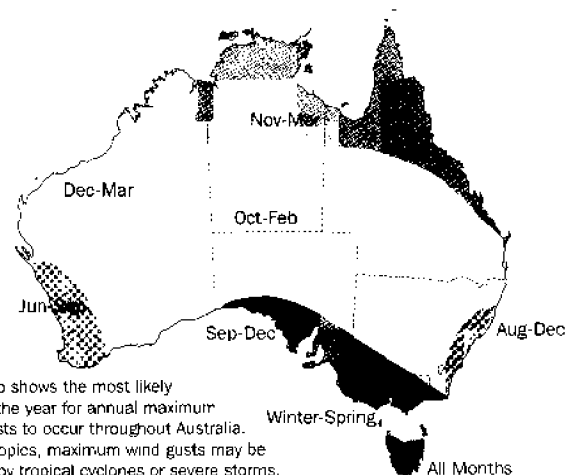 Nov-Mar
Dec-Mar
Oct-Feb
Jun-Sep
Sep-Dec
Aug-Dec
shows the most likely
the year for annual maximum
to occur throughout Australia.
Winter-Spring
maximum wind gusts may be
by tropical cyclones or severe storms.
All Months